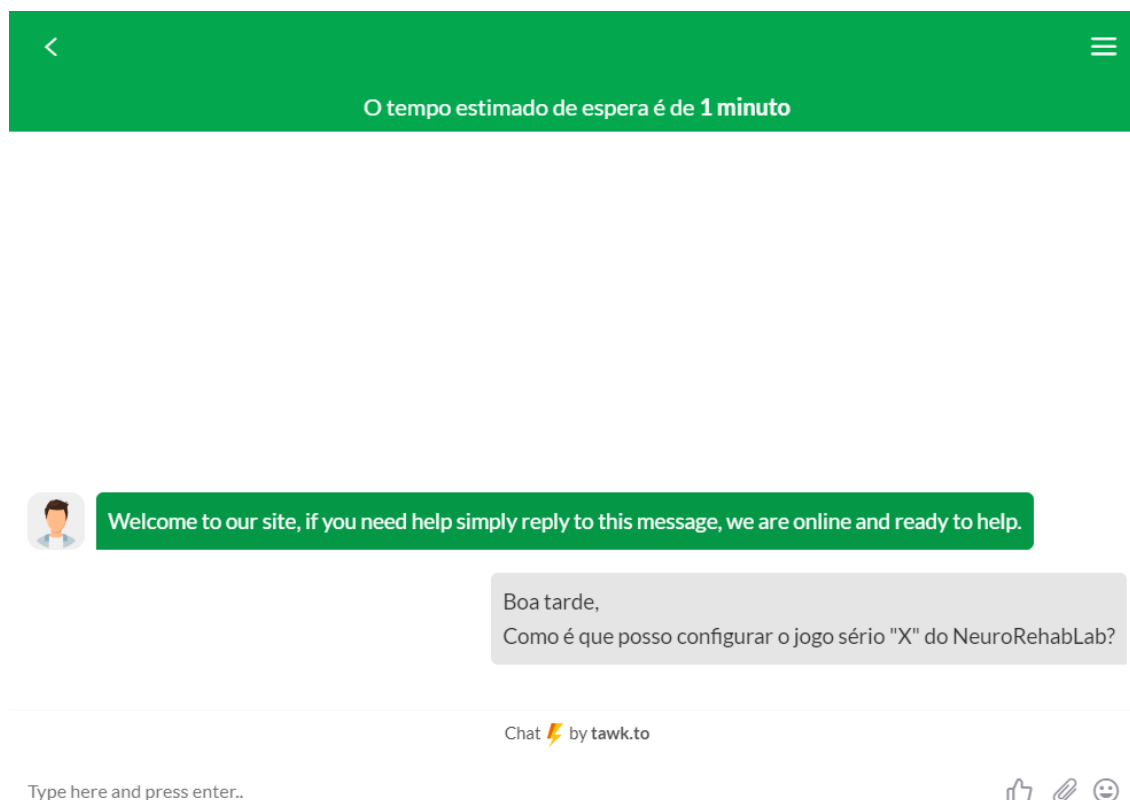 O tempo estimado de espera é de 1 minuto
Welcome to our site, if you need help simply reply to this message, we are online and ready to help.
Boa tarde,
Como é que posso configurar o jogo sério "X" do NeuroRehabLab?
Chat by tawk.to
Type here and press enter..